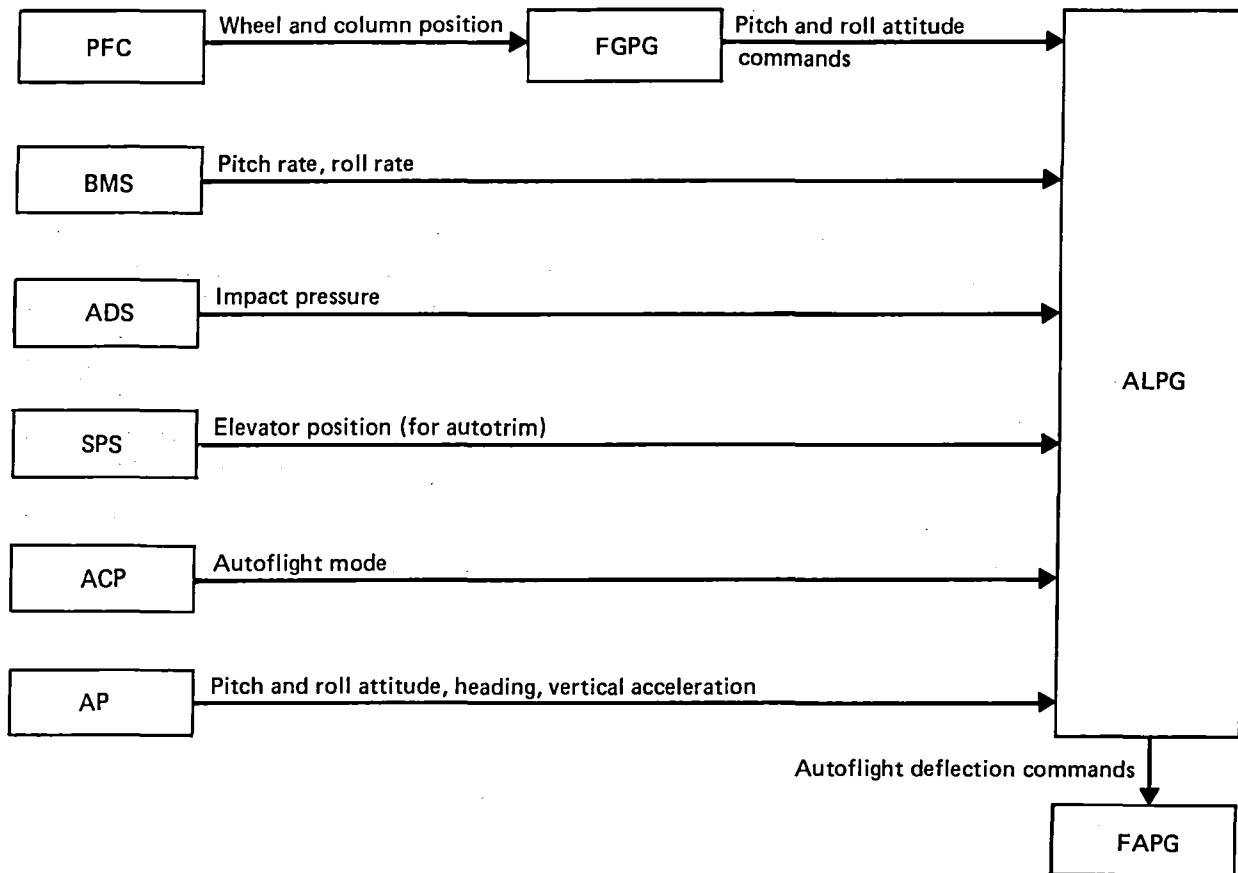 Wheel and column position
PFC
FGPG
Pitch and roll attitude
commands
Pitch rate, roll rate
BMS
Impact pressure
ADS
ALPG
Elevator position (for autotrim)
SPS
Autoflight mode
ACP
Pitch and roll attitude, heading, vertical acceleration
AP
Autoflight deflection commands
FAPG